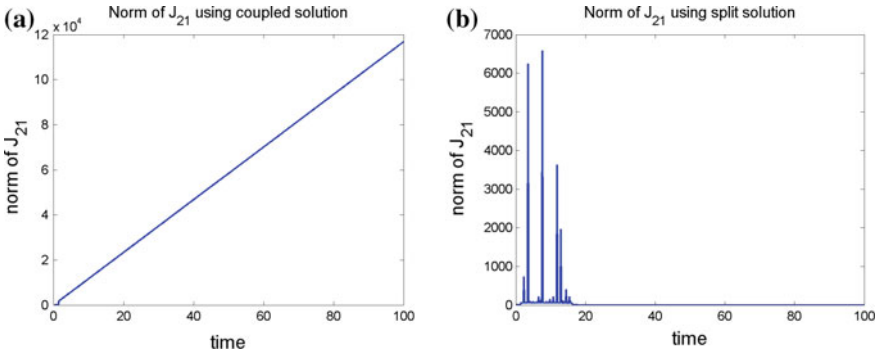 (a)
Norm of J21 using coupled solution
12 x 10^4
10
8
6
4
2
0
norm of J21
0 20 40 60 80 100
time
(b)
Norm of J21 using split solution
7000
6000
5000
4000
3000
2000
1000
0
norm of J21
0 20 40 60 80 100
time